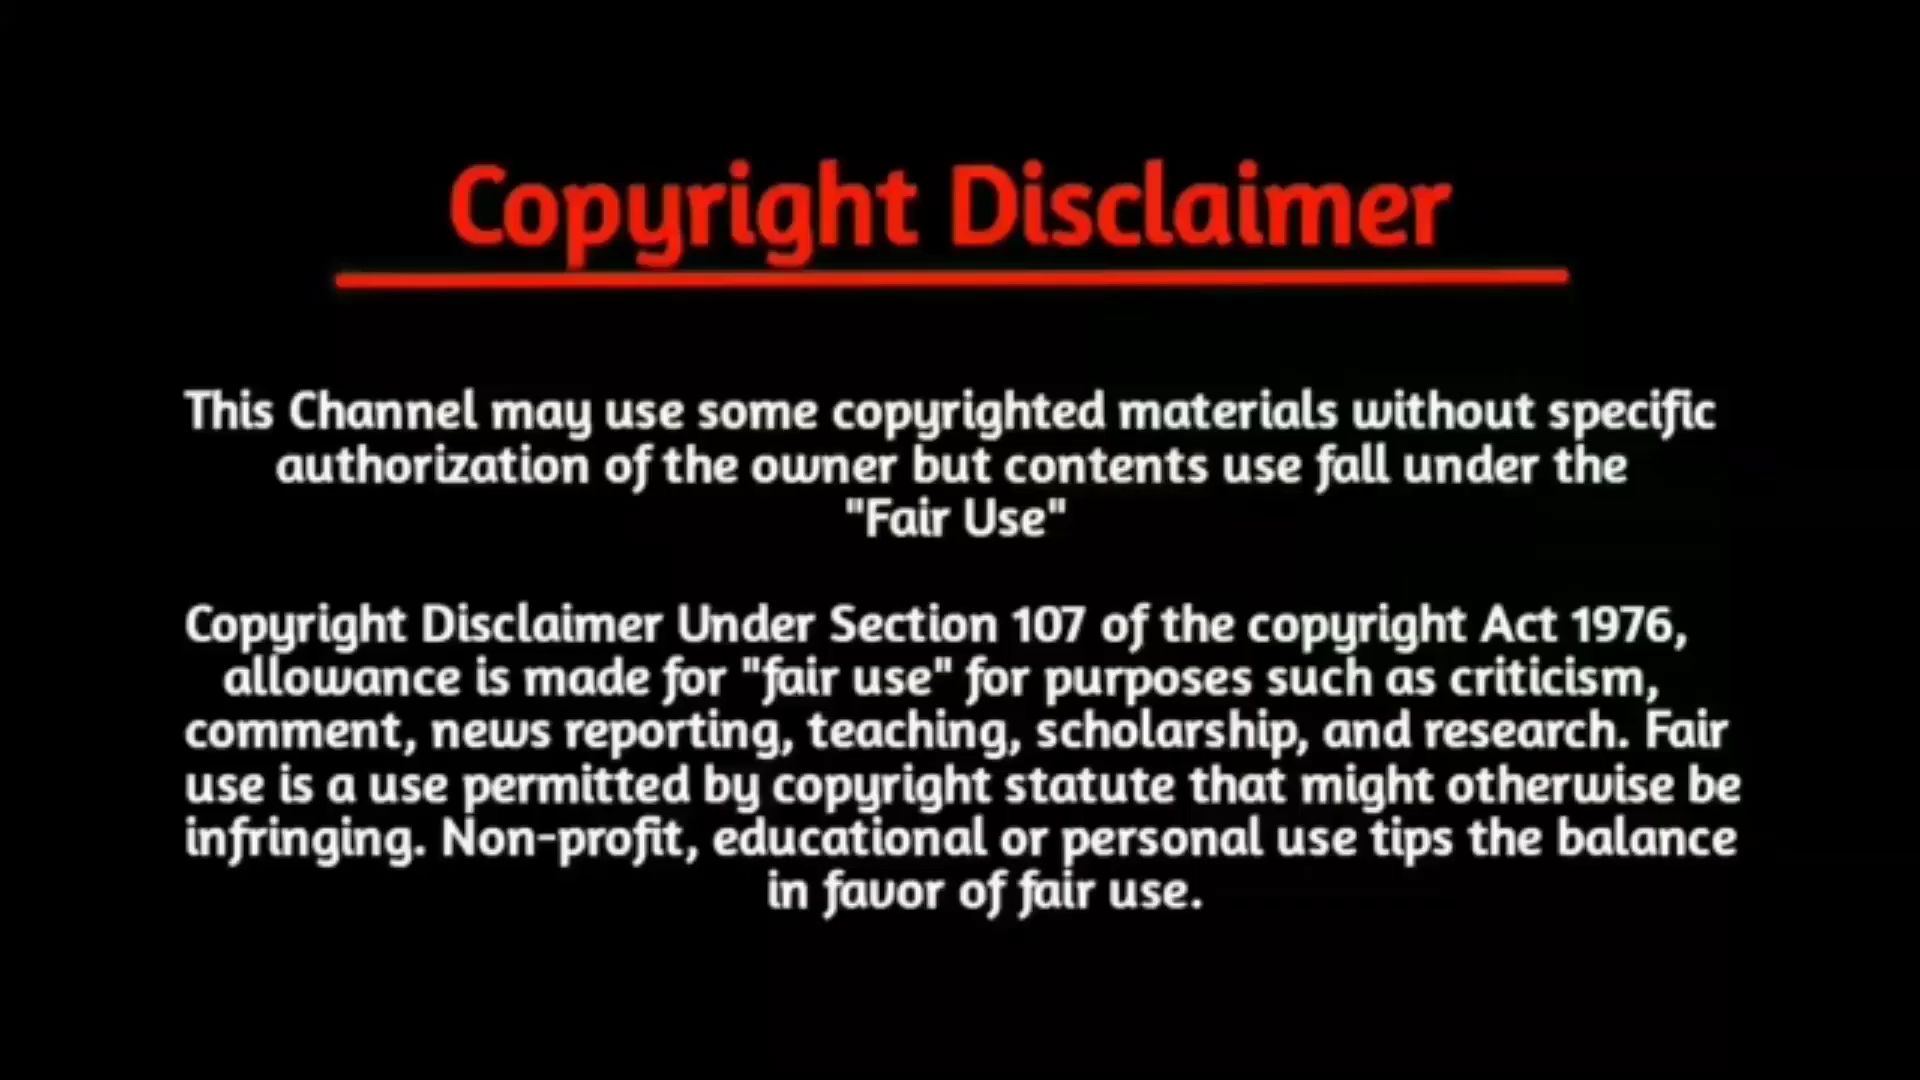 Copyright Disclaimer
This Channel may use some copyrighted materials without specific
authorization of the owner but contents use fall under the
"Fair Use"
Copyright Disclaimer Under Section 107 of the copyright Act 1976,
allowance is made for "fair use" for purposes such as criticism,
comment, news reporting, teaching, scholarship, and research. Fair
use is a use permitted by copyright statute that might otherwise be
infringing. Non-profit, educational or personal use tips the balance
in favor of fair use.